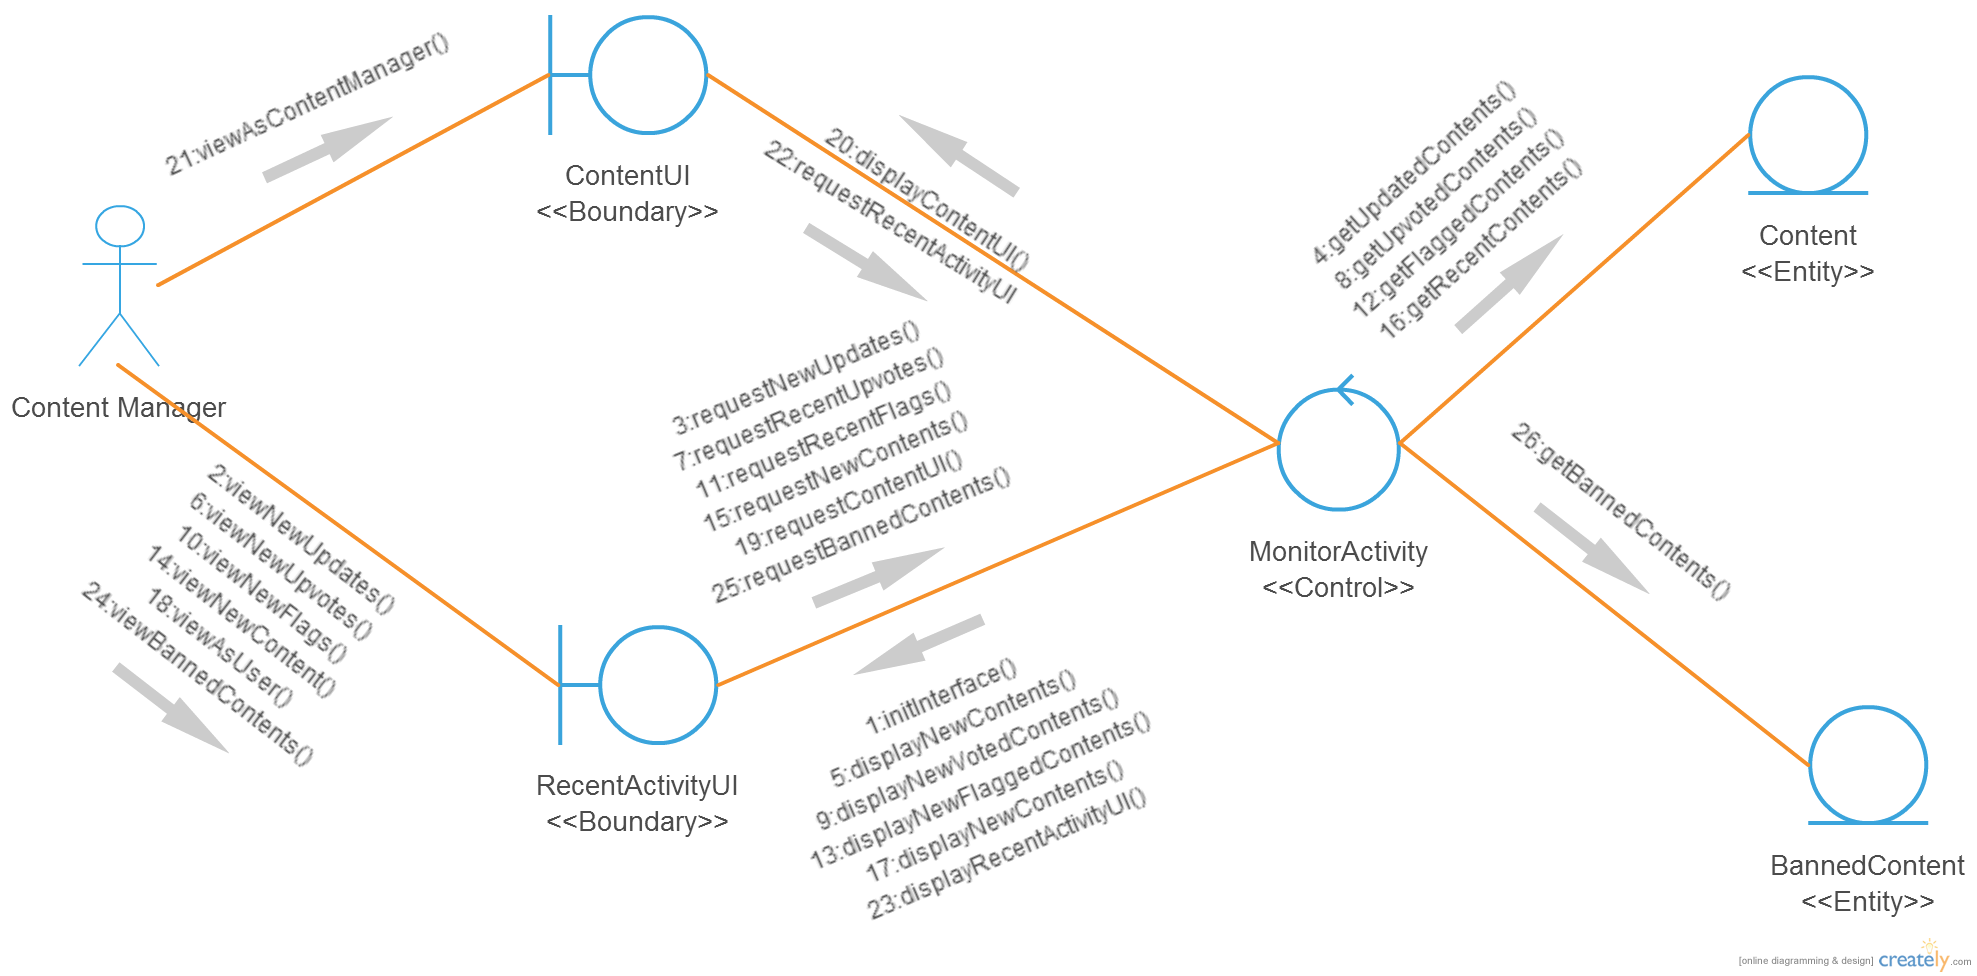 21:viewAsContentManager()
ContentUI
<<Boundary>>
20:displayContentUI()
22:requestRecentActivityUI
4:getUpdatedContents()
8:getUpvotedContents()
12:getFlaggedContents()
16:getRecentContents()
Content
<<Entity>>
Content Manager
3:requestNewUpdates()
7:requestRecentUpvotes()
11:requestRecentFlags()
15:requestNewContents()
19:requestContentUI()
25:requestBannedContents()
MonitorActivity
<<Control>>
26:getBannedContents()
2:viewNewUpdates()
6:viewNewUpvotes()
10:viewNewFlags()
14:viewNewContent()
18:viewAsUser()
24:viewBannedContents()
RecentActivityUI
<<Boundary>>
1:initInterface()
5:displayNewContents()
9:displayNewVotedContents()
13:displayNewFlaggedContents()
17:displayNewContents()
23:displayRecentActivityUI()
BannedContent
<<Entity>>
[online diagramming & design] creately.com